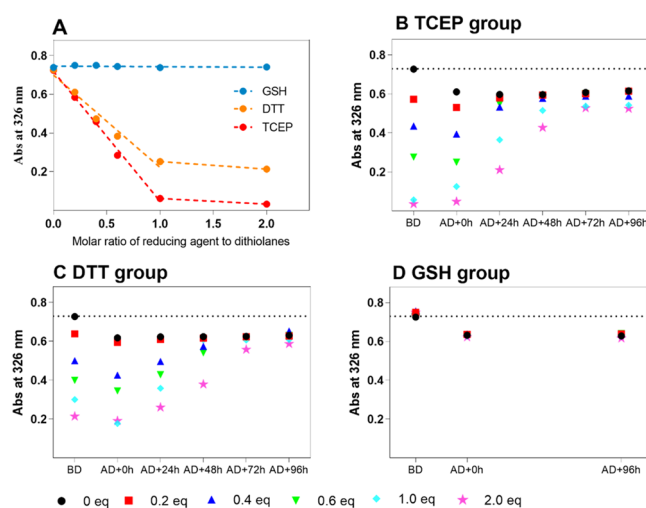 A
Abs at 326 nm
0.8
0.6
0.4
0.2
GSH
DTT
TCEP
0.0 0.5 1.0 1.5 2.0
Molar ratio of reducing agent to dithiolanes
B TCEP group
Abs at 326 nm
0.8
0.6
0.4
0.2
BD AD+0h AD+24h AD+48h AD+72h AD+96h
C DTT group
Abs at 326 nm
0.8
0.6
0.4
0.2
BD AD+0h AD+24h AD+48h AD+72h AD+96h
D GSH group
Abs at 326 nm
0.8
0.6
0.4
0.2
BD AD+0h AD+96h
0 eq 0.2 eq 0.4 eq 0.6 eq 1.0 eq 2.0 eq